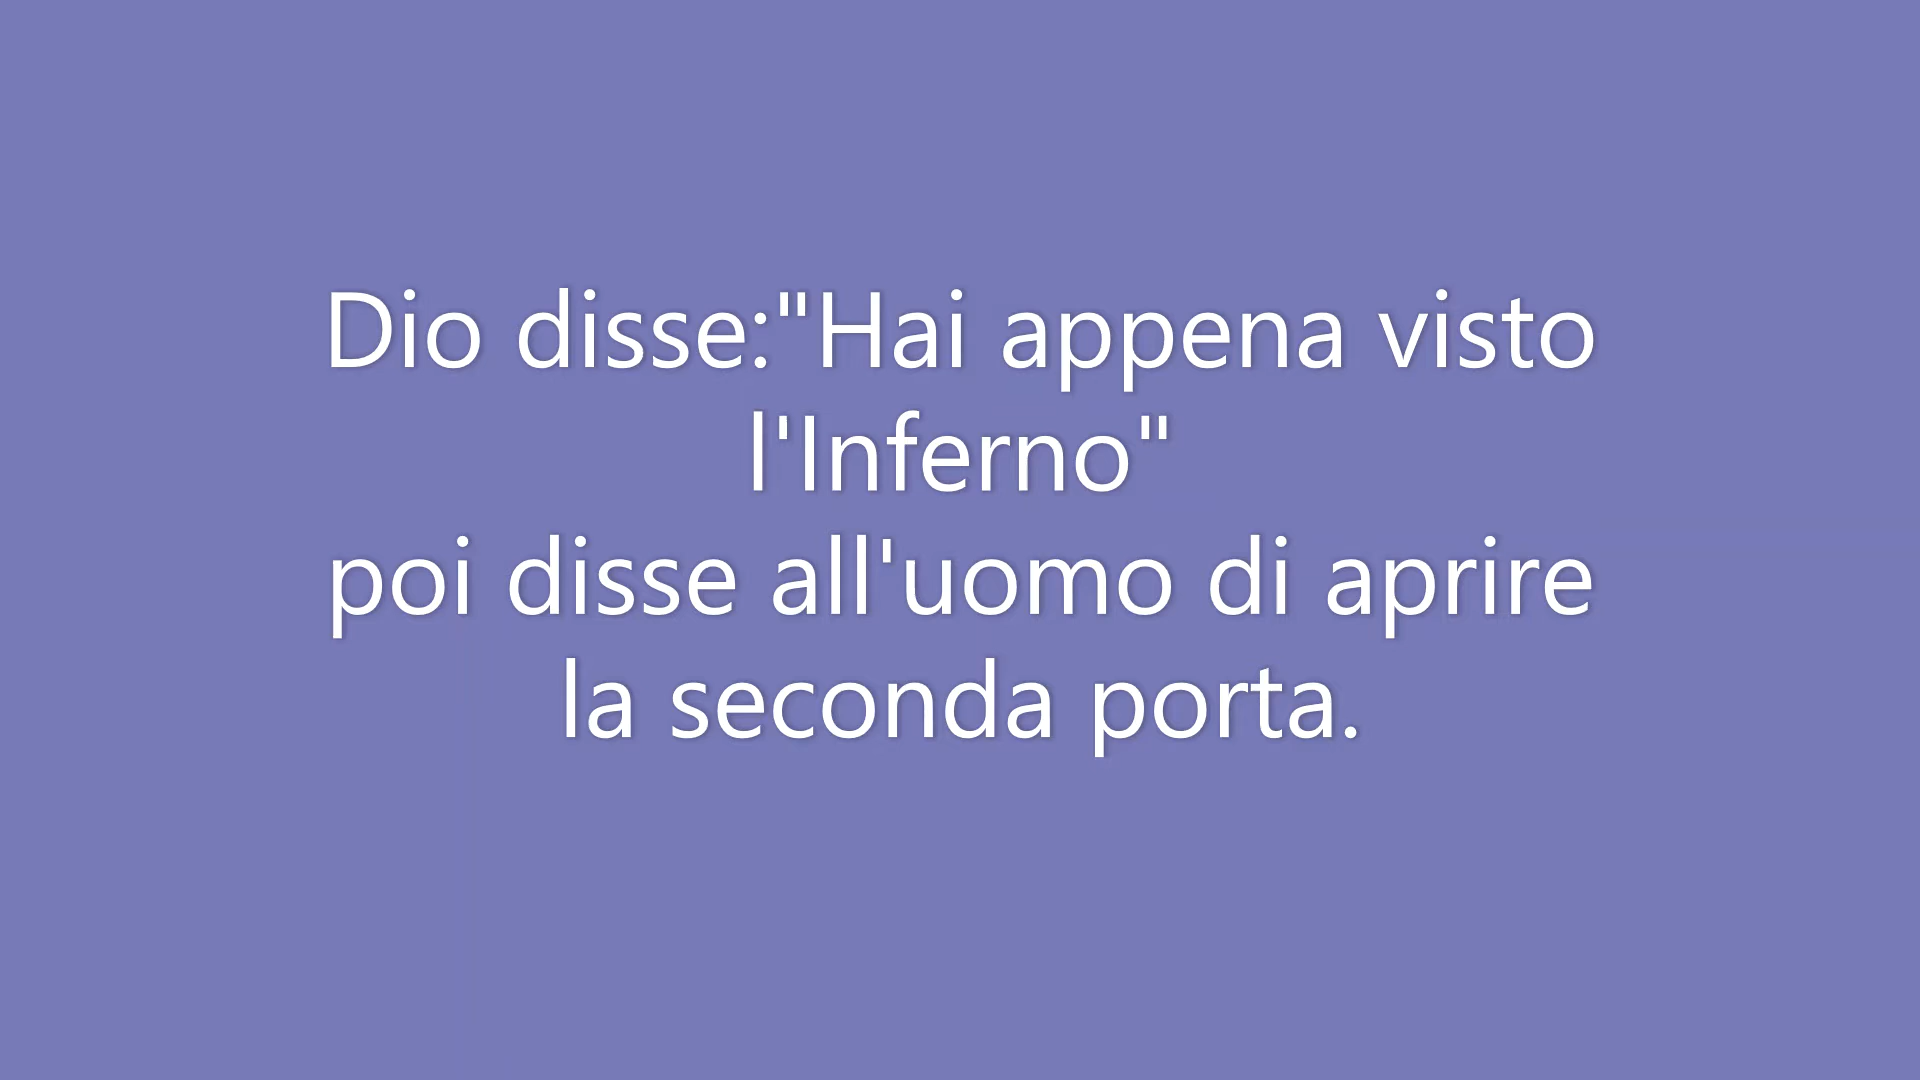 Dio disse:"Hai appena visto
l'Inferno"
poi disse all'uomo di aprire
la seconda porta.